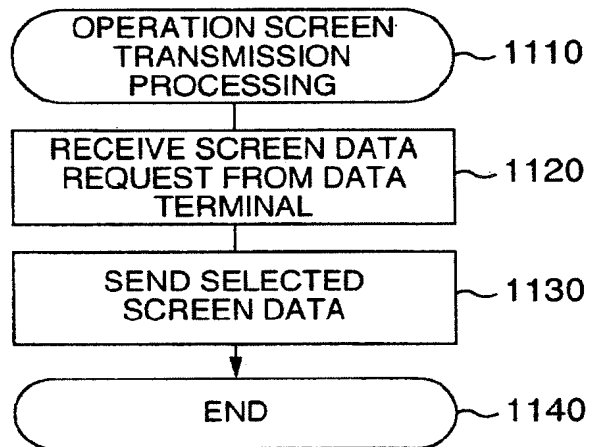 OPERATION SCREEN
TRANSMISSION
PROCESSING
1110
RECEIVE SCREEN DATA
REQUEST FROM DATA
TERMINAL
1120
SEND SELECTED
SCREEN DATA
1130
END
1140